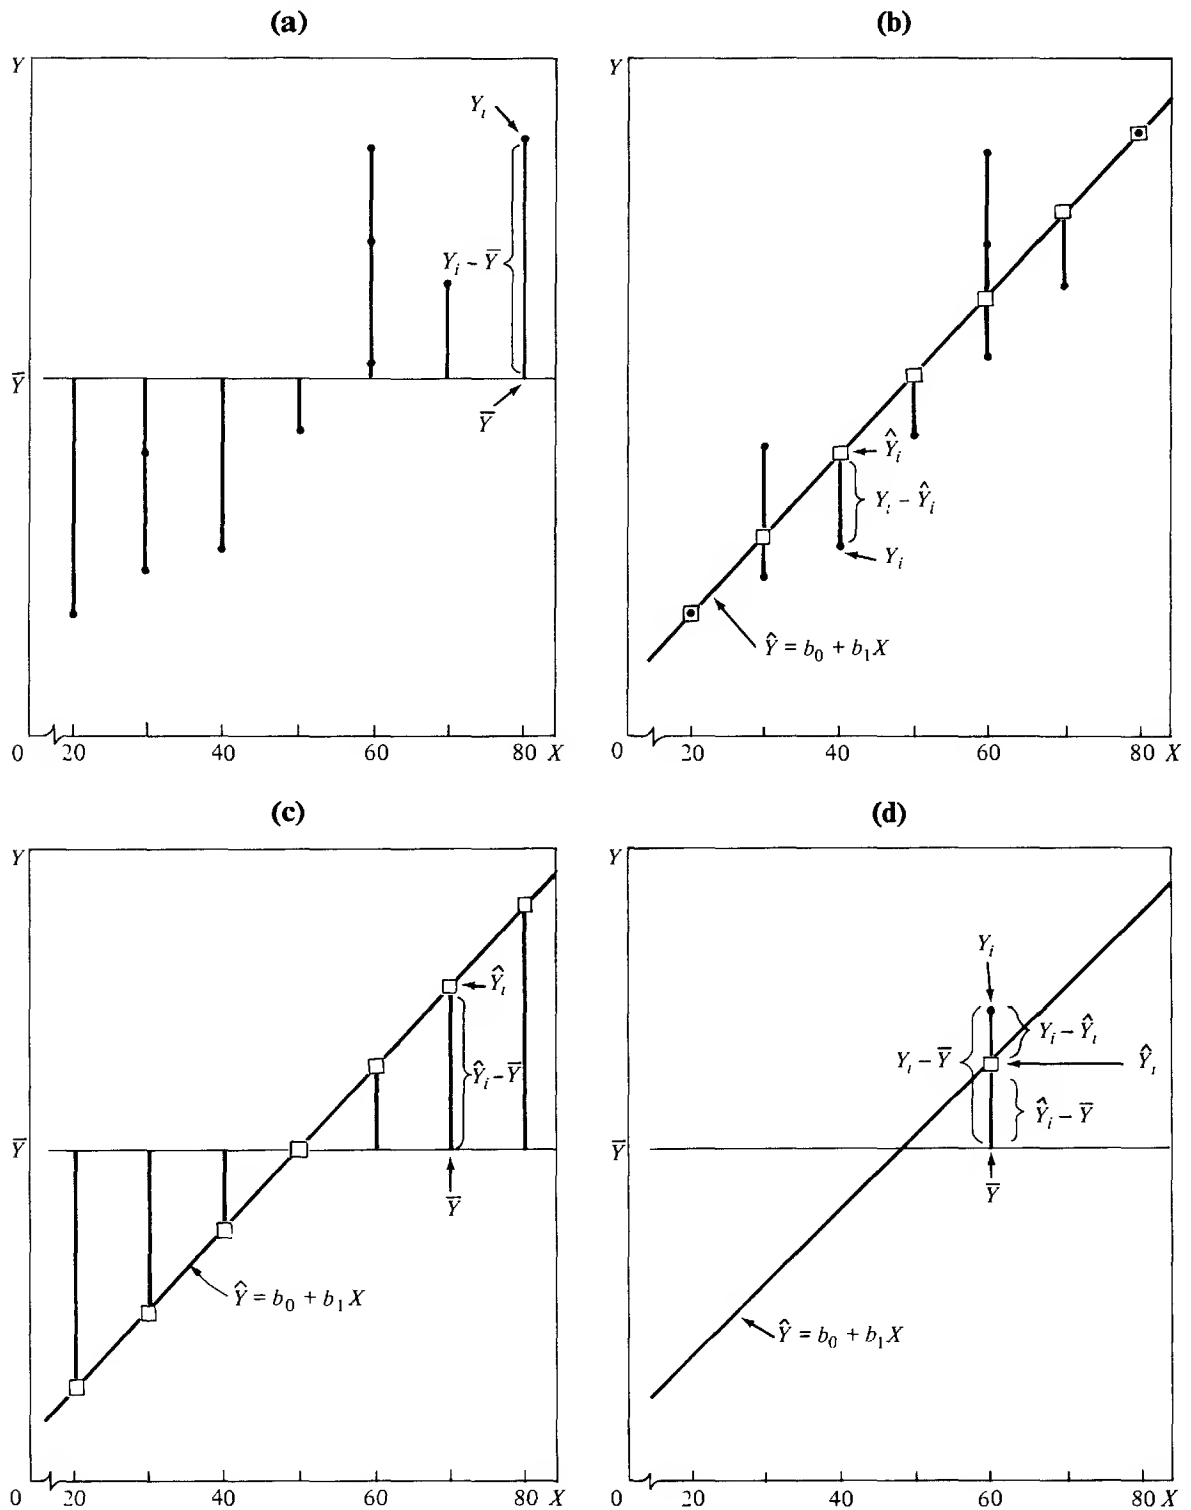 (a)
Y
Yᵢ
Yᵢ − Y̅
Y̅
Y̅
0 20 40 60 80 X
(b)
Y
Ŷᵢ
Yᵢ − Ŷᵢ
Yᵢ
Ŷ = b₀ + b₁X
0 20 40 60 80 X
(c)
Y
Ŷᵢ
Ŷᵢ − Y̅
Y̅
Y̅
Ŷ = b₀ + b₁X
0 20 40 60 80 X
(d)
Y
Yᵢ
Yᵢ − Ŷᵢ
Yᵢ − Y̅
Ŷᵢ
Ŷᵢ − Y̅
Y̅
Y̅
Ŷ = b₀ + b₁X
0 20 40 60 80 X